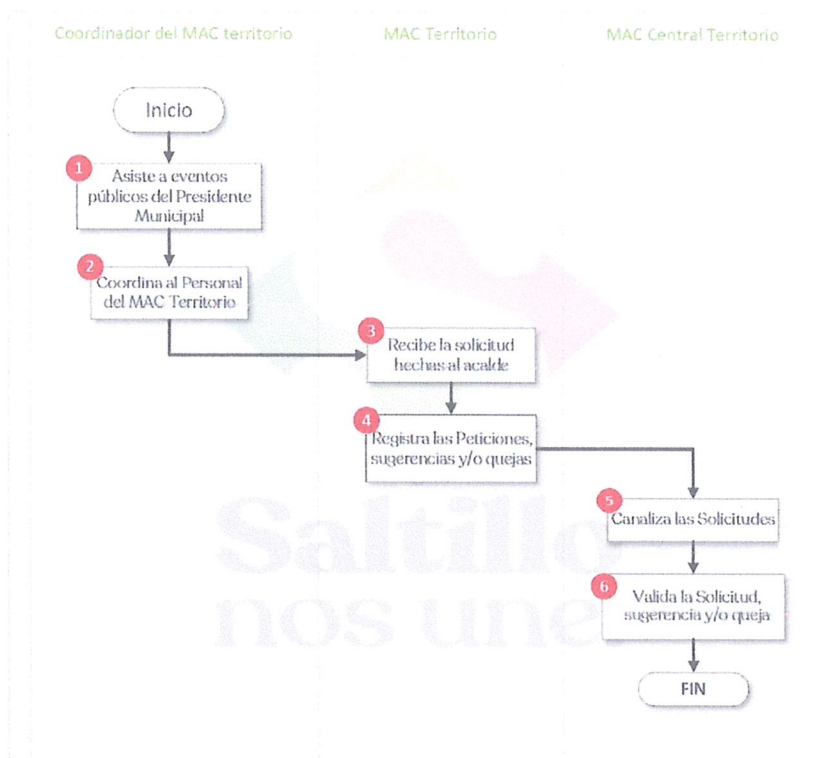 Coordinador del MAC territorio
MAC Territorio
MAC Central Territorio
Inicio
1
Asiste a eventos
públicos del Presidente
Municipal
2
Coordina al Personal
del MAC Territorio
3
Recibe la solicitud
hechas al acalde
4
Registra las Peticiones,
sugerencias y/o quejas
5
Canaliza las Solicitudes
6
Valida la Solicitud,
sugerencia y/o queja
FIN
Saltillo
nos une